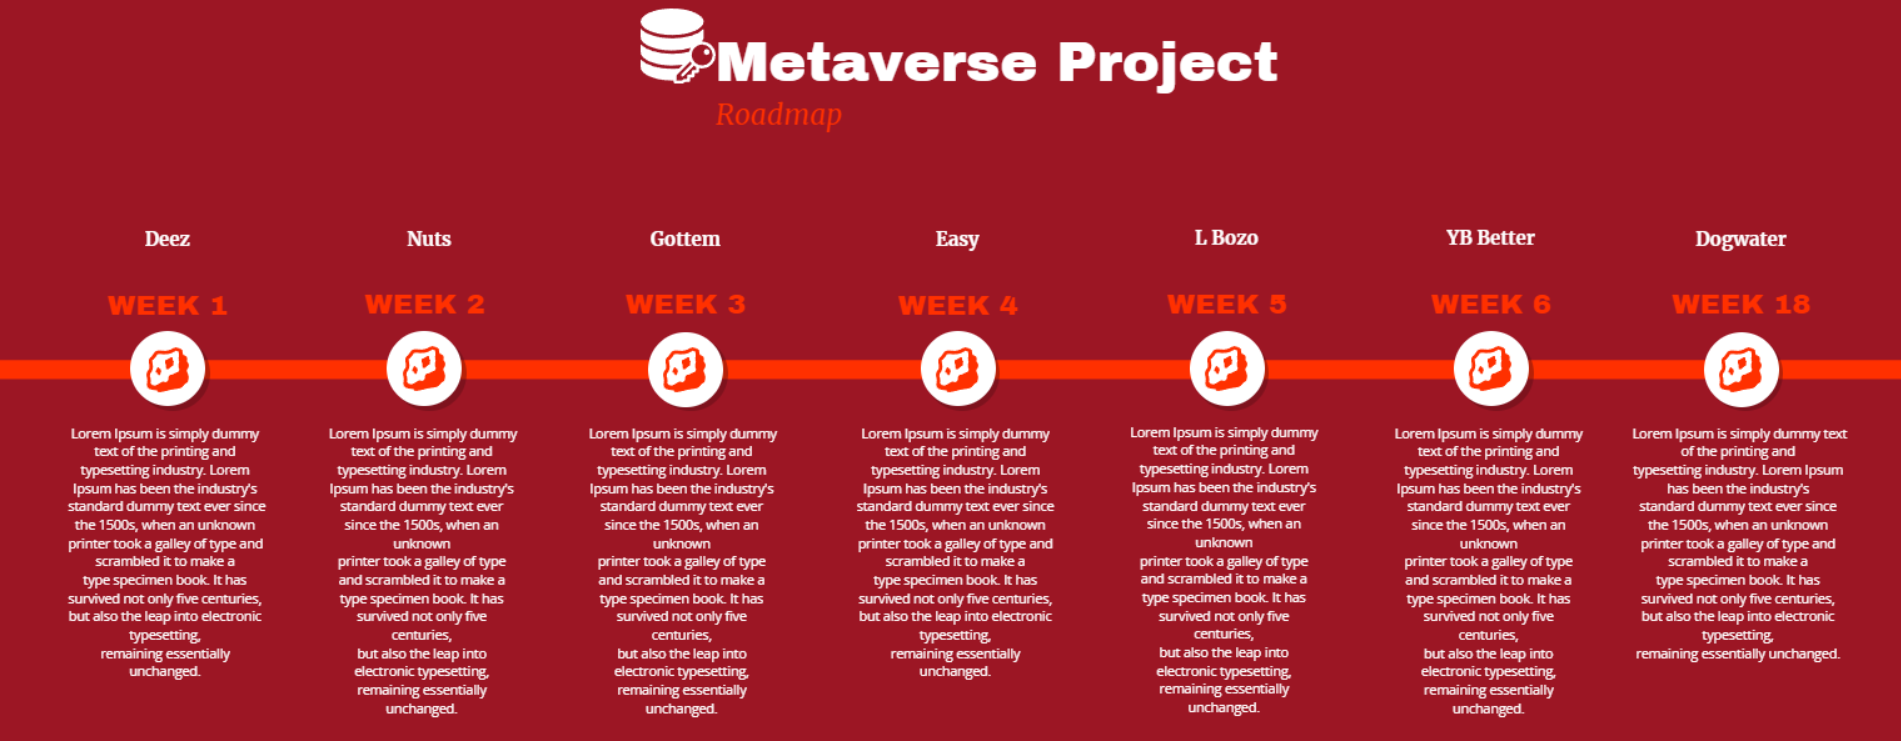 Metaverse Project
Roadmap
Deez
WEEK 1
Lorem Ipsum is simply dummy
text of the printing and
typesetting industry. Lorem
Ipsum has been the industry's
standard dummy text ever since
the 1500s, when an unknown
printer took a galley of type and
scrambled it to make a
type specimen book. It has
survived not only five centuries,
but also the leap into electronic
typesetting,
remaining essentially
unchanged.
Nuts
WEEK 2
Lorem Ipsum is simply dummy
text of the printing and
typesetting industry. Lorem
Ipsum has been the industry's
standard dummy text ever
since the 1500s, when an
unknown
printer took a galley of type
and scrambled it to make a
type specimen book. It has
survived not only five
centuries,
but also the leap into
electronic typesetting,
remaining essentially
unchanged.
Gottem
WEEK 3
Lorem Ipsum is simply dummy
text of the printing and
typesetting industry. Lorem
Ipsum has been the industry's
standard dummy text ever
since the 1500s, when an
unknown
printer took a galley of type
and scrambled it to make a
type specimen book. It has
survived not only five
centuries,
but also the leap into
electronic typesetting,
remaining essentially
unchanged.
Easy
WEEK 4
Lorem Ipsum is simply dummy
text of the printing and
typesetting industry. Lorem
Ipsum has been the industry's
standard dummy text ever since
the 1500s, when an unknown
printer took a galley of type and
scrambled it to make a
type specimen book. It has
survived not only five centuries,
but also the leap into electronic
typesetting,
remaining essentially
unchanged.
L Bozo
WEEK 5
Lorem Ipsum is simply dummy
text of the printing and
typesetting industry. Lorem
Ipsum has been the industry's
standard dummy text ever
since the 1500s, when an
unknown
printer took a galley of type
and scrambled it to make a
type specimen book. It has
survived not only five
centuries,
but also the leap into
electronic typesetting,
remaining essentially
unchanged.
YB Better
WEEK 6
Lorem Ipsum is simply dummy
text of the printing and
typesetting industry. Lorem
Ipsum has been the industry's
standard dummy text ever
since the 1500s, when an
unknown
printer took a galley of type
and scrambled it to make a
type specimen book. It has
survived not only five
centuries,
but also the leap into
electronic typesetting,
remaining essentially
unchanged.
Dogwater
WEEK 18
Lorem Ipsum is simply dummy text
of the printing and
typesetting industry. Lorem Ipsum
has been the industry's
standard dummy text ever since
the 1500s, when an unknown
printer took a galley of type and
scrambled it to make a
type specimen book. It has
survived not only five centuries,
but also the leap into electronic
typesetting,
remaining essentially unchanged.